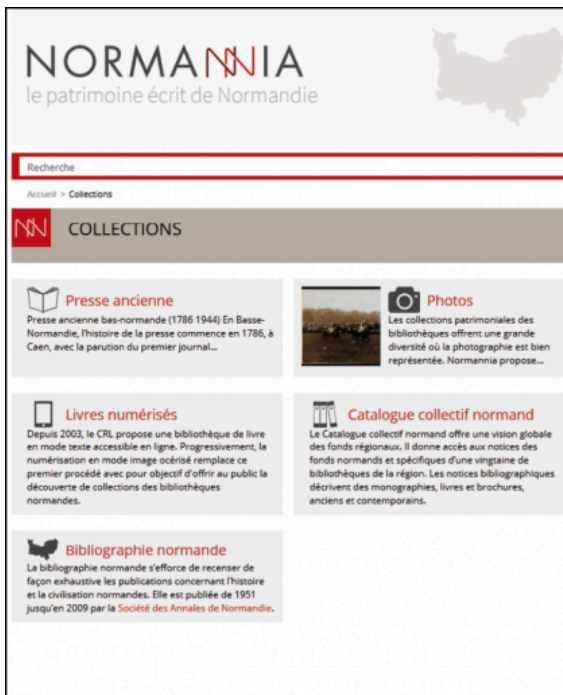 NORMANNIA
le patrimoine écrit de Normandie
Recherche
Accueil > Collections
COLLECTIONS
Presse ancienne
Presse ancienne bas-normande (1786 1944) En Basse-
Normandie, l'histoire de la presse commence en 1786, à
Caen, avec la parution du premier journal...
Photos
Les collections patrimoniales des
bibliothèques offrent une grande
diversité où la photographie est bien
représentée. Normannia propose...
Livres numérisés
Depuis 2003, le CRL propose une bibliothèque de livre
en mode texte accessible en ligne. Progressivement, la
numérisation en mode image océrisé remplace ce
premier procédé avec pour objectif d'offrir au public la
découverte de collections des bibliothèques
normandes.
Catalogue collectif normand
Le Catalogue collectif normand offre une vision globale
des fonds régionaux. Il donne accès aux notices des
fonds normands et spécifiques d'une vingtaine de
bibliothèques de la région. Les notices bibliographiques
décrivent des monographies, livres et brochures,
anciens et contemporains.
Bibliographie normande
La bibliographie normande s'efforce de recenser de
façon exhaustive les publications concernant l'histoire
et la civilisation normandes. Elle est publiée de 1951
jusqu'en 2009 par la Société des Annales de Normandie.